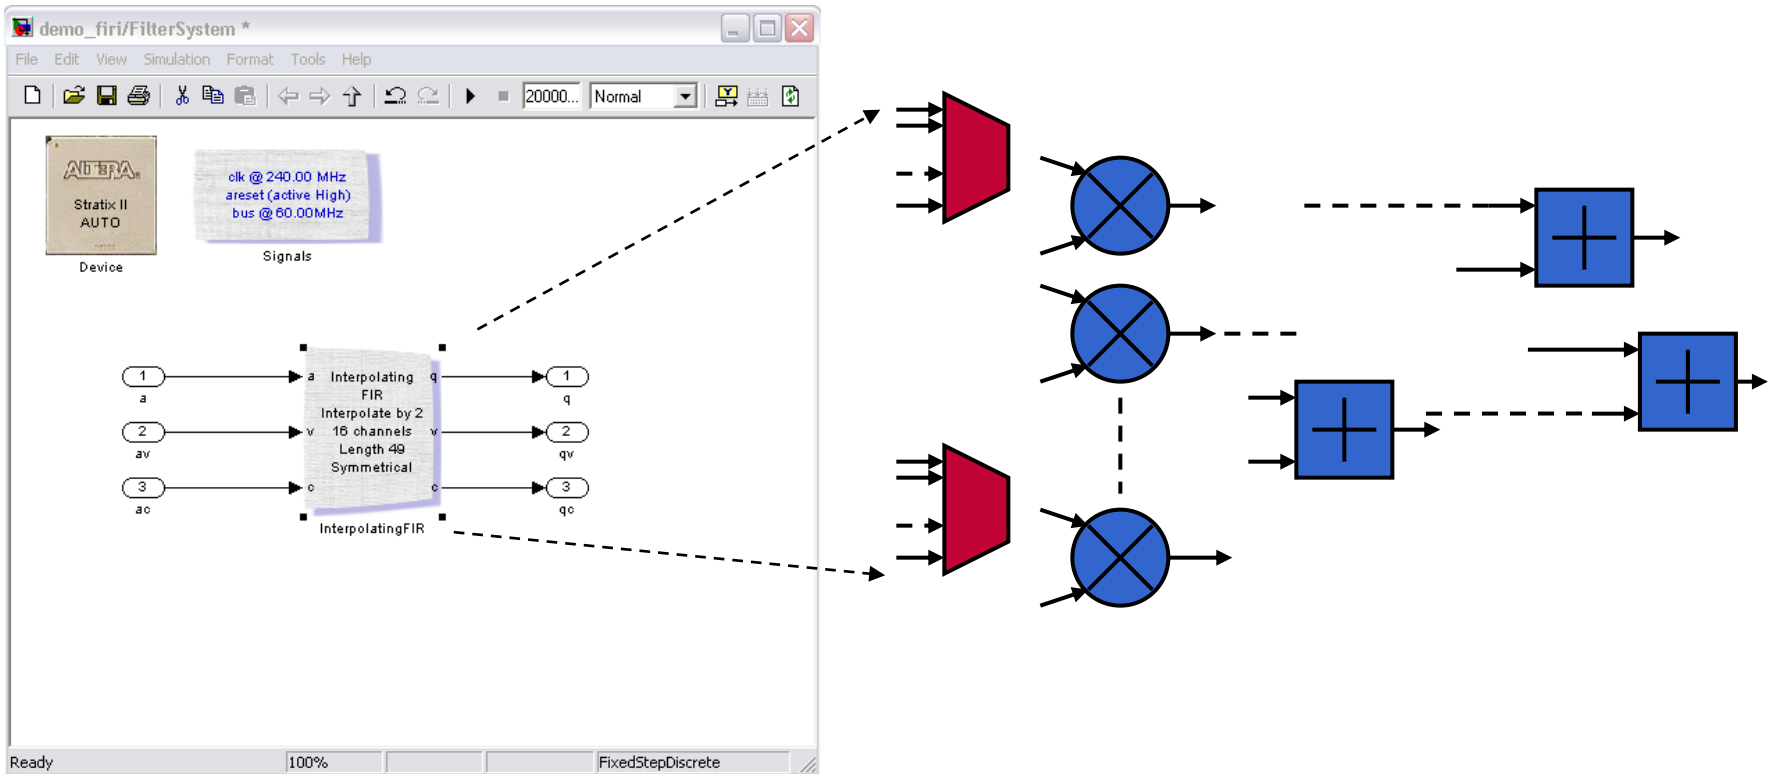 demo_firi/FilterSystem *
File Edit View Simulation Format Tools Help
20000... Normal
ALTERA.
Stratix II
AUTO
Device
clk @ 240.00 MHz
areset (active High)
bus @ 60.00MHz
Signals
1
a
2
av
3
ac
a Interpolating q
FIR
Interpolate by 2
v 16 channels v
Length 49
Symmetrical
c c
InterpolatingFIR
1
q
2
qv
3
qc
Ready 100% FixedStepDiscrete